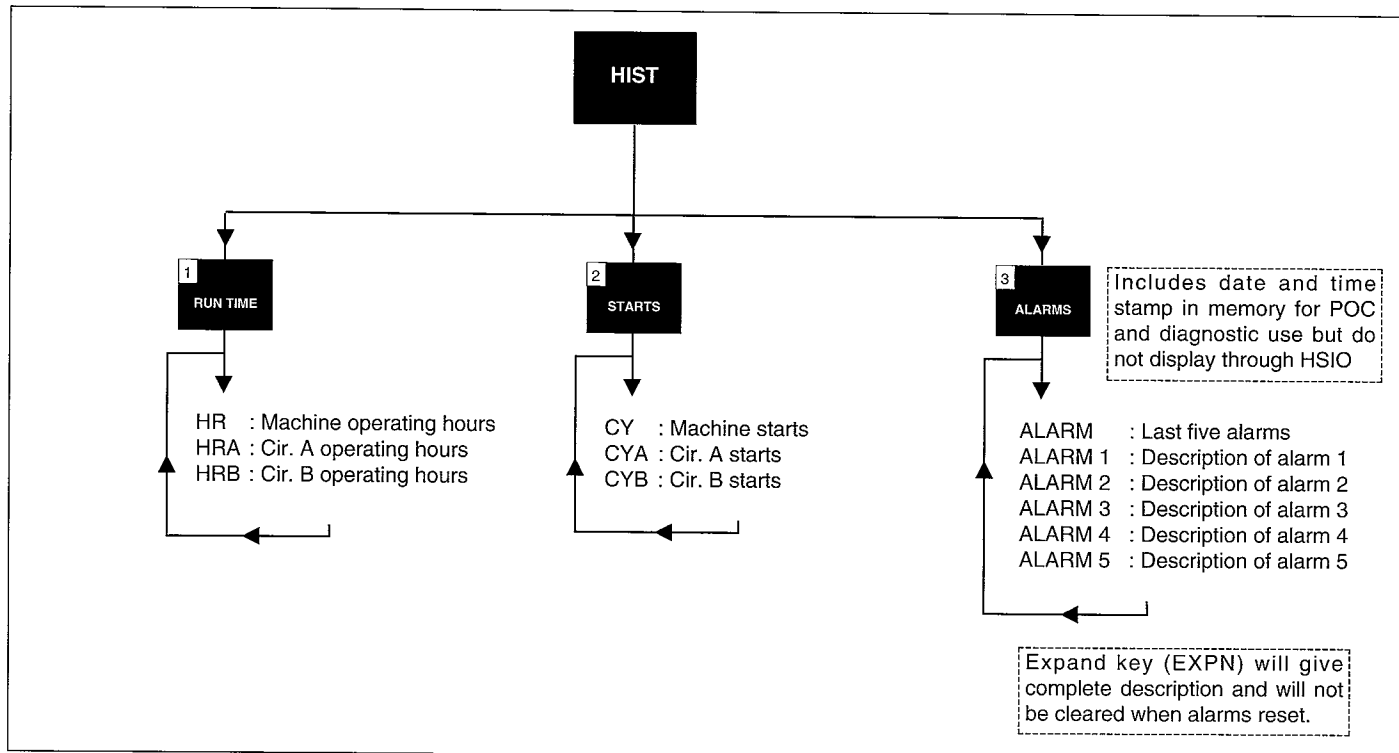 HIST
1
RUN TIME
HR : Machine operating hours
HRA : Cir. A operating hours
HRB : Cir. B operating hours
2
STARTS
CY : Machine starts
CYA : Cir. A starts
CYB : Cir. B starts
3
ALARMS
Includes date and time
stamp in memory for POC
and diagnostic use but do
not display through HSIO
ALARM : Last five alarms
ALARM 1 : Description of alarm 1
ALARM 2 : Description of alarm 2
ALARM 3 : Description of alarm 3
ALARM 4 : Description of alarm 4
ALARM 5 : Description of alarm 5
Expand key (EXPN) will give
complete description and will not
be cleared when alarms reset.